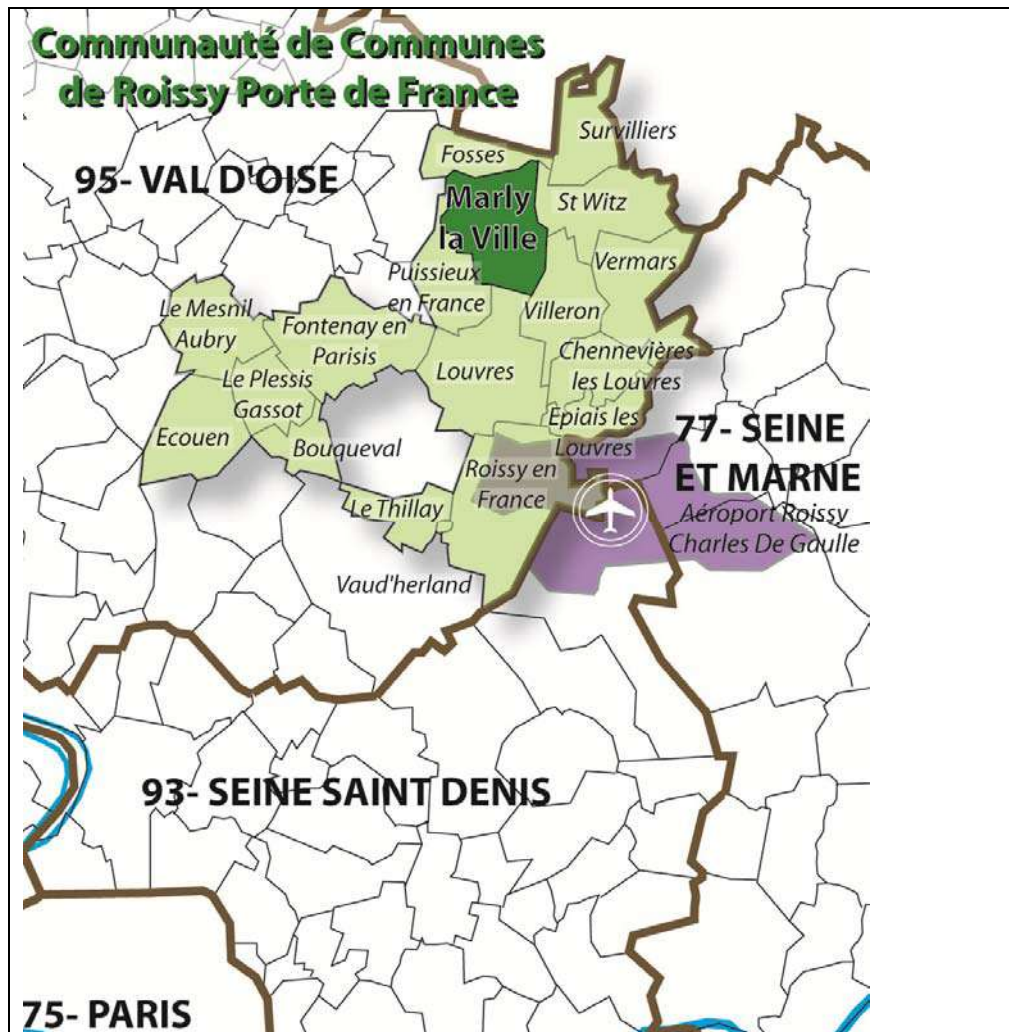 Communauté de Communes
de Roissy Porte de France
Survilliers
Fosses
95- VAL D'OISE
Marly
la Ville
St Witz
Vermars
Puissieux
en France
Le Mesnil
Aubry
Fontenay en
Parisis
Villeron
Chennevières
les Louvres
Louvres
Le Plessis
Gassot
Epiais les
Louvres
Ecouen
Bouqueval
77- SEINE
ET MARNE
Roissy en
France
Le Thillay
Aéroport Roissy
Charles De Gaulle
Vaud'herland
93- SEINE SAINT DENIS
75- PARIS